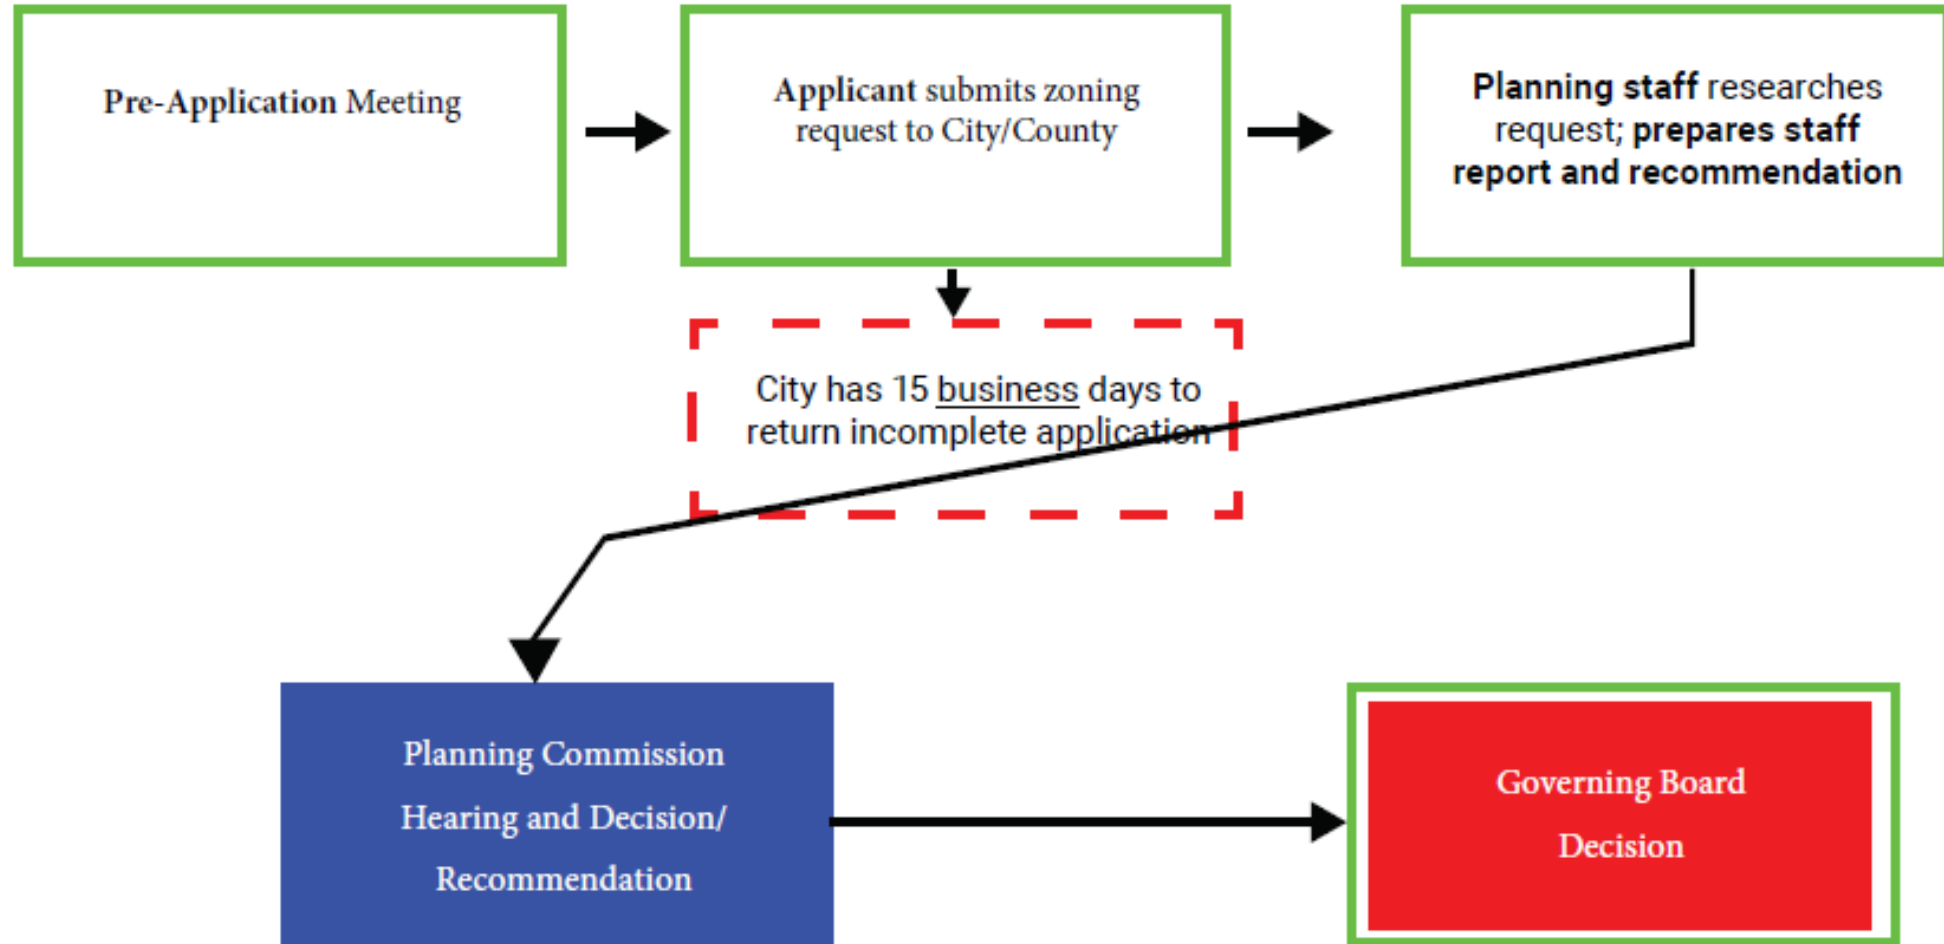 Pre-Application Meeting
Applicant submits zoning
request to City/County
Planning staff researches
request; prepares staff
report and recommendation
City has 15 business days to
return incomplete application
Planning Commission
Hearing and Decision/
Recommendation
Governing Board
Decision